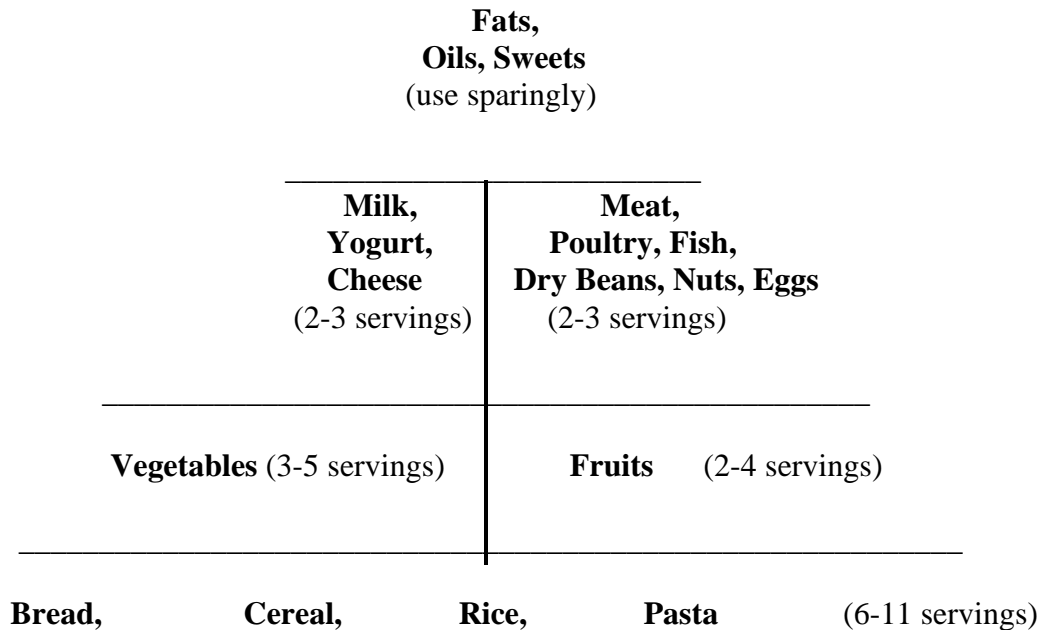 Fats,
Oils, Sweets
(use sparingly)
Milk,
Yogurt,
Cheese
(2-3 servings)
Meat,
Poultry, Fish,
Dry Beans, Nuts, Eggs
(2-3 servings)
Vegetables (3-5 servings)
Fruits (2-4 servings)
Bread, Cereal, Rice, Pasta (6-11 servings)